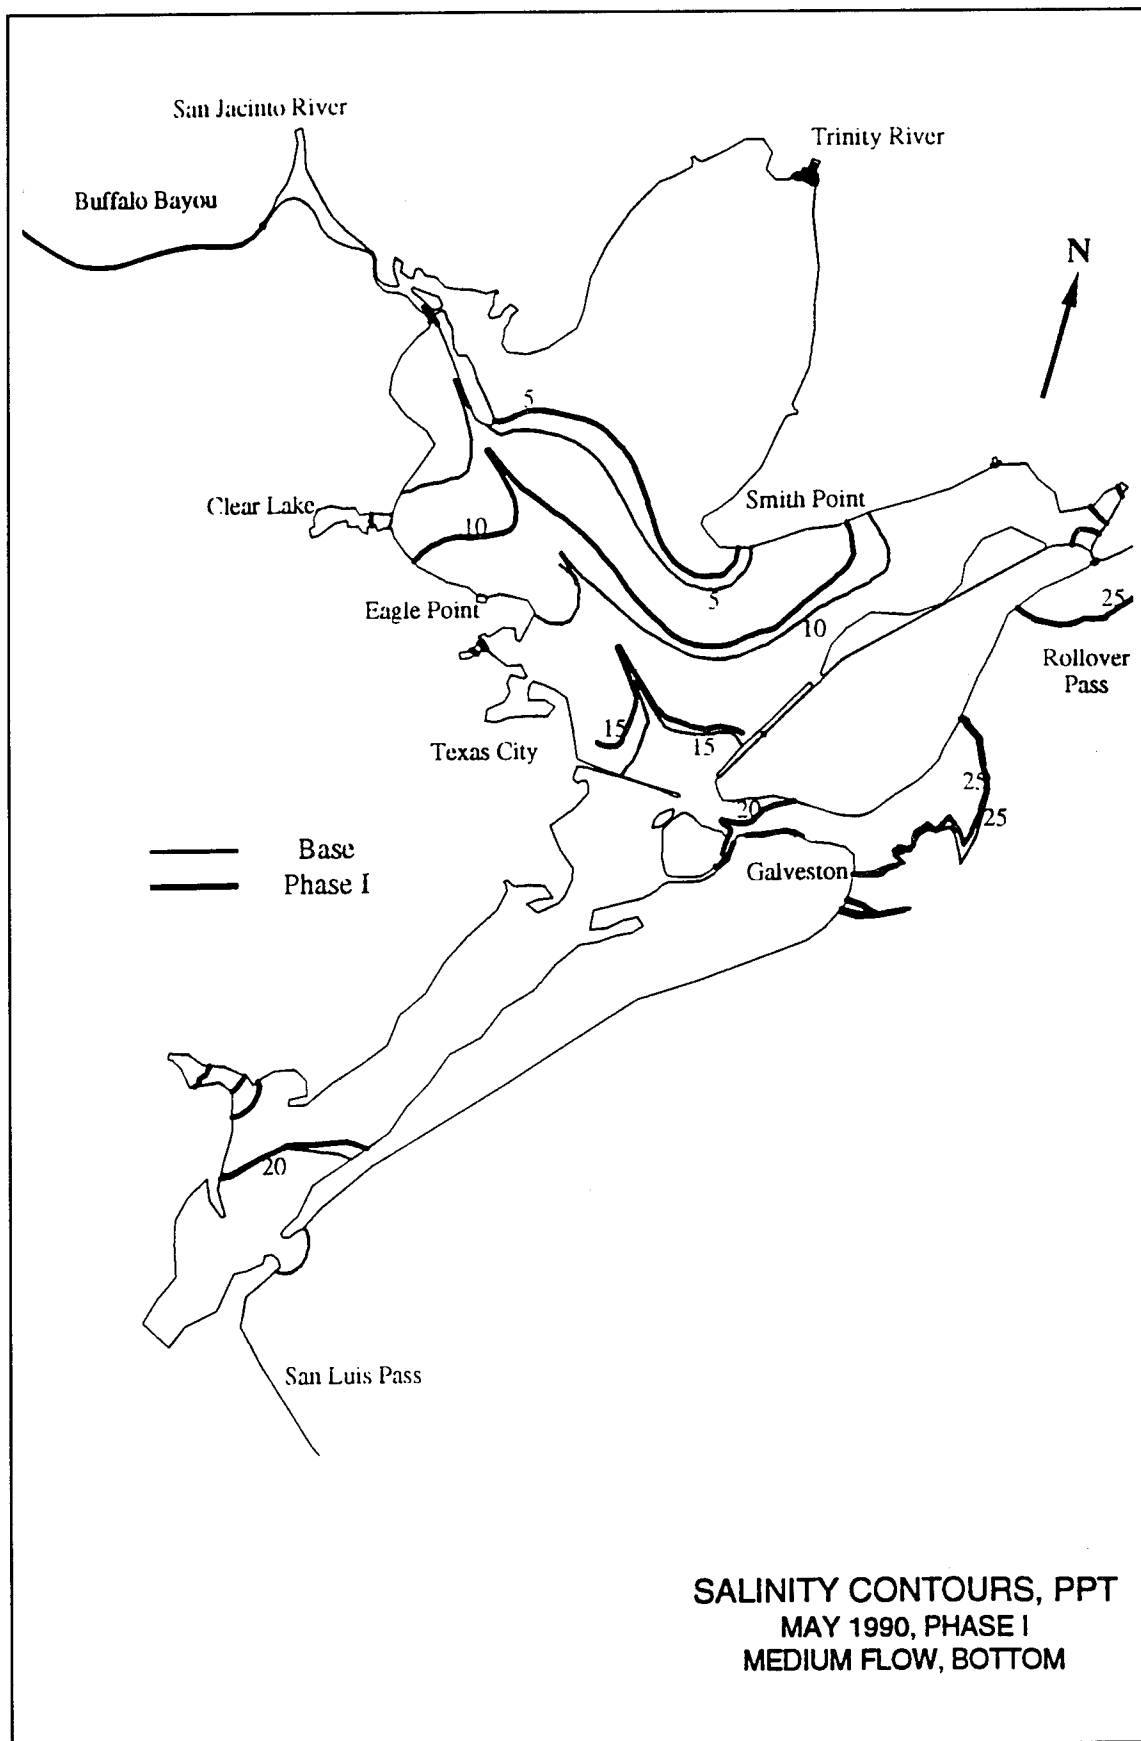 San Jacinto River
Trinity River
Buffalo Bayou
N
5
Smith Point
Clear Lake
10
5
25
Eagle Point
10
Rollover
Pass
15
15
Texas City
25
20
25
Base
Galveston
Phase I
20
San Luis Pass
SALINITY CONTOURS, PPT
MAY 1990, PHASE I
MEDIUM FLOW, BOTTOM